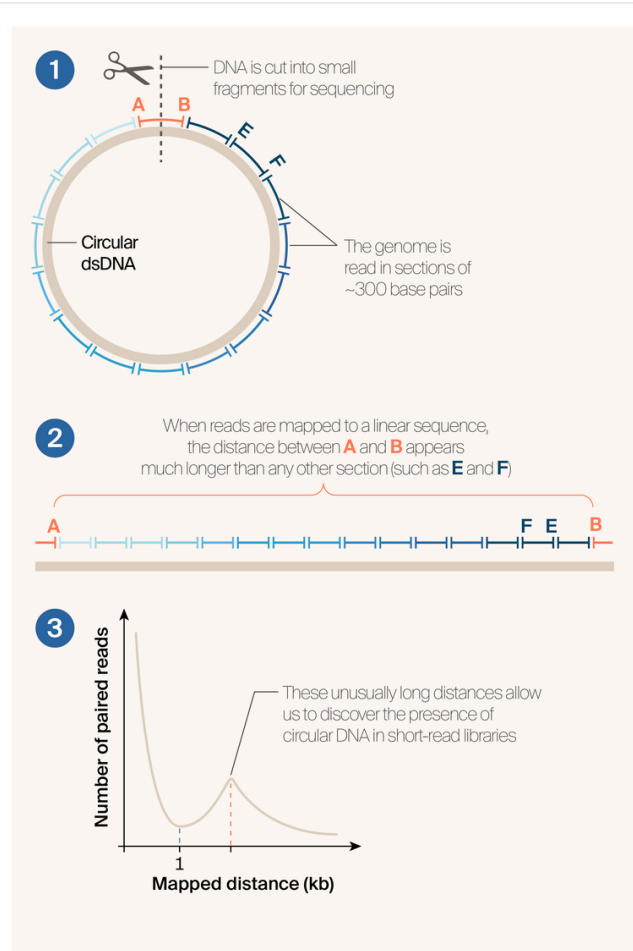 1
DNA is cut into small
fragments for sequencing
A
B
E
F
Circular
dsDNA
The genome is
read in sections of
~300 base pairs
2
When reads are mapped to a linear sequence,
the distance between A and B appears
much longer than any other section (such as E and F)
A
F
E
B
3
Number of paired reads
These unusually long distances allow
us to discover the presence of
circular DNA in short-read libraries
1
Mapped distance (kb)